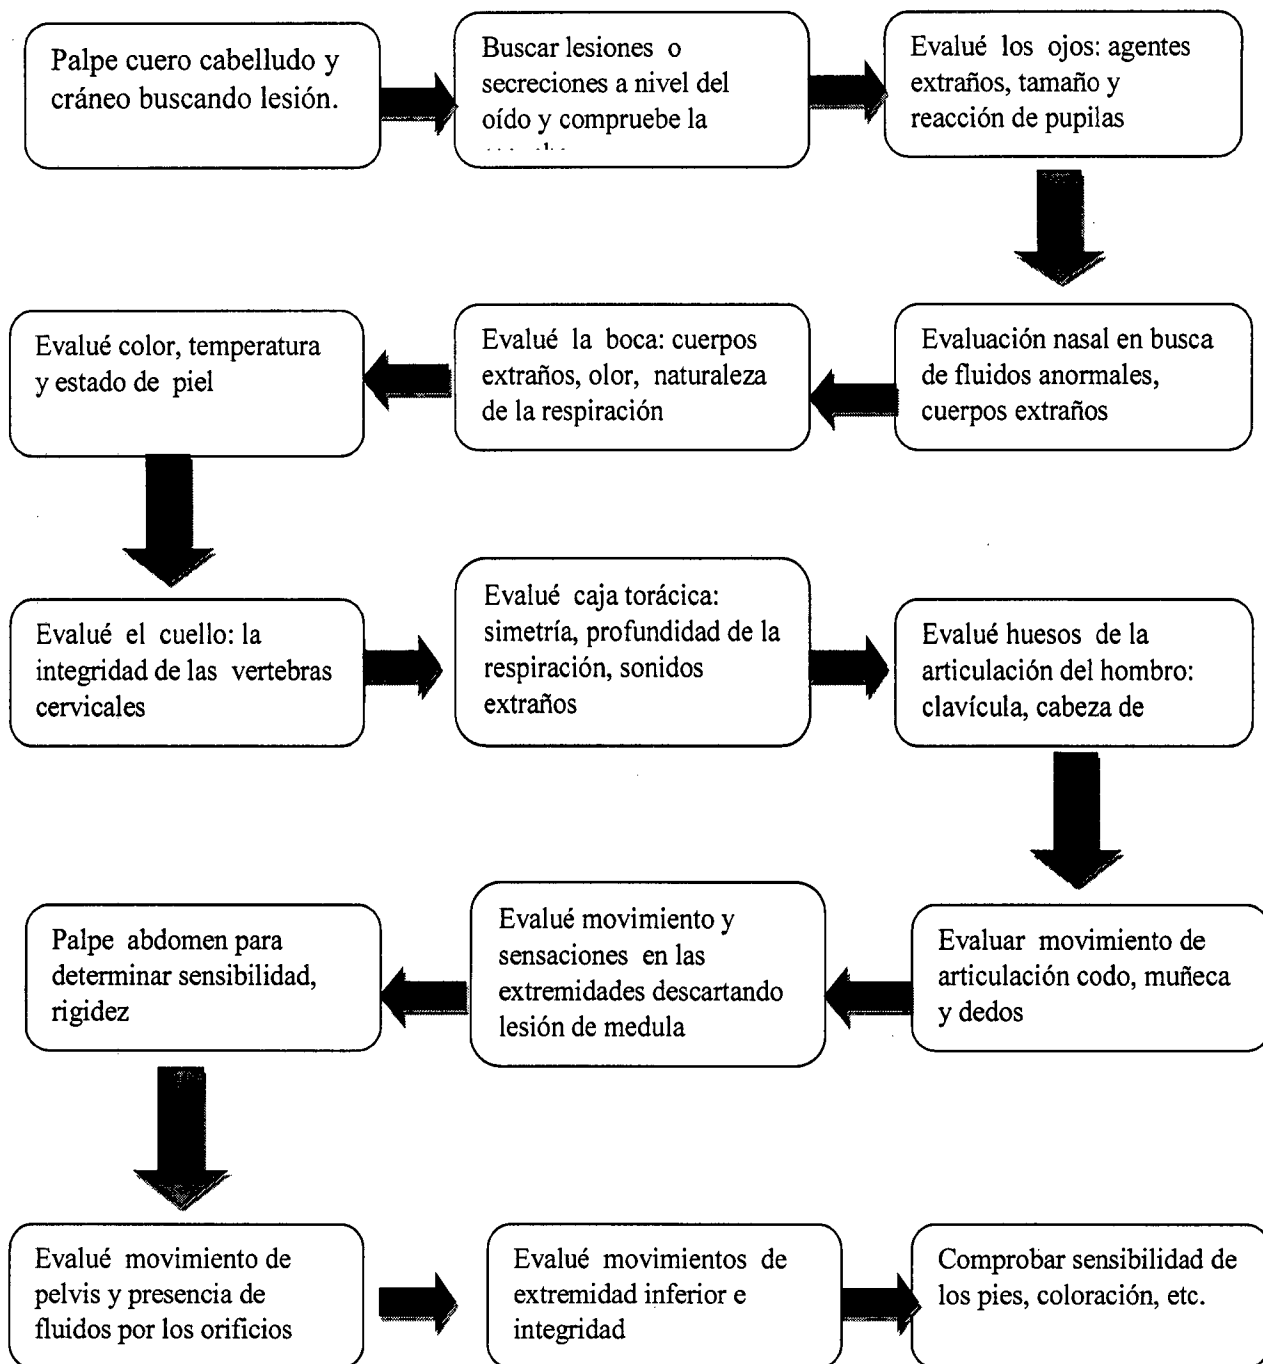 Palpe cuero cabelludo y
cráneo buscando lesión.
Buscar lesiones o
secreciones a nivel del
oído y compruebe la
Evalué los ojos: agentes
extraños, tamaño y
reacción de pupilas
Evaluación nasal en busca
de fluidos anormales,
cuerpos extraños
Evalué la boca: cuerpos
extraños, olor, naturaleza
de la respiración
Evalué color, temperatura
y estado de piel
Evalué el cuello: la
integridad de las vertebras
cervicales
Evalué caja torácica:
simetría, profundidad de la
respiración, sonidos
extraños
Evalué huesos de la
articulación del hombro:
clavícula, cabeza de
Evaluar movimiento de
articulación codo, muñeca
y dedos
Evalué movimiento y
sensaciones en las
extremidades descartando
lesión de medula
Palpe abdomen para
determinar sensibilidad,
rigidez
Evalué movimiento de
pelvis y presencia de
fluidos por los orificios
Evalué movimientos de
extremidad inferior e
integridad
Comprobar sensibilidad de
los pies, coloración, etc.